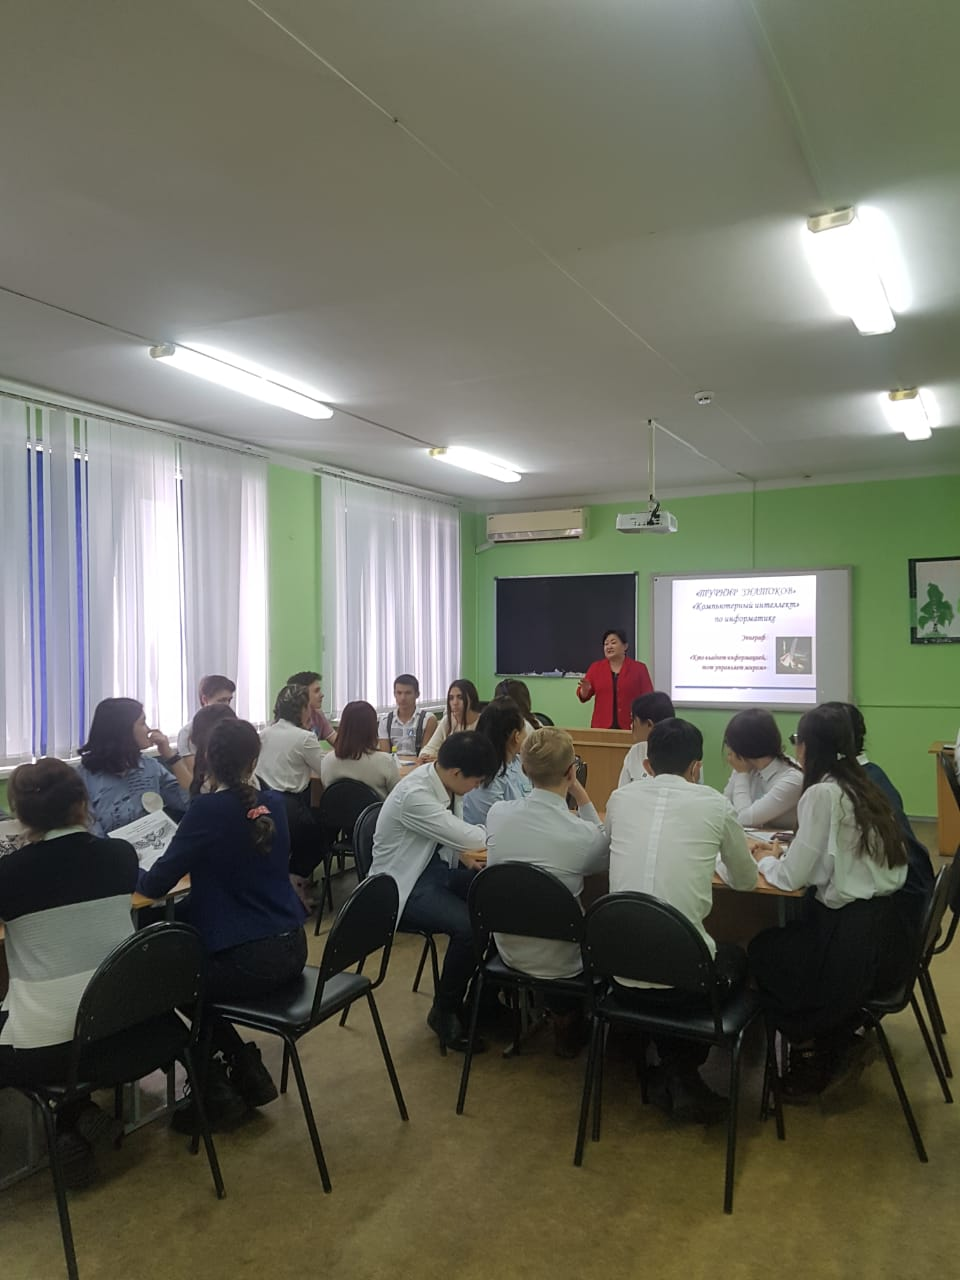 «ТУРНИР ЗНАТОКОВ»
«Компьютерный интеллект»
по информатике
Эпиграф
«Кто владеет информацией,
тот управляет миром»